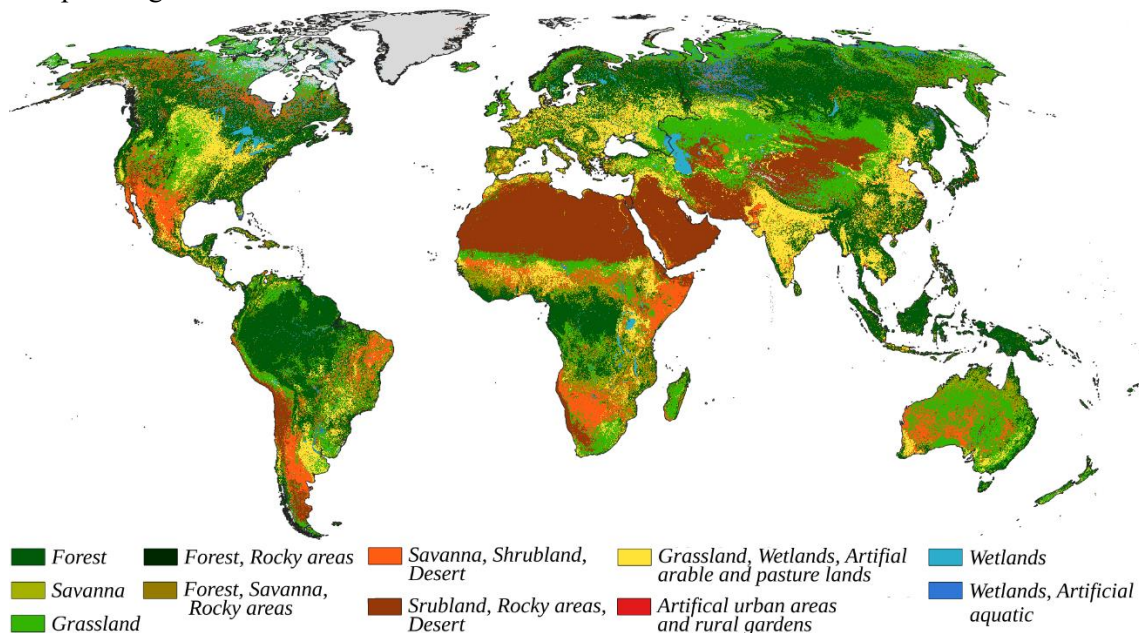 Forest
Savanna
Grassland
Forest, Rocky areas
Forest, Savanna,
Rocky areas
Savanna, Shrubland,
Desert
Srubland, Rocky areas,
Desert
Grassland, Wetlands, Artifial
arable and pasture lands
Artifical urban areas
and rural gardens
Wetlands
Wetlands, Artificial
aquatic